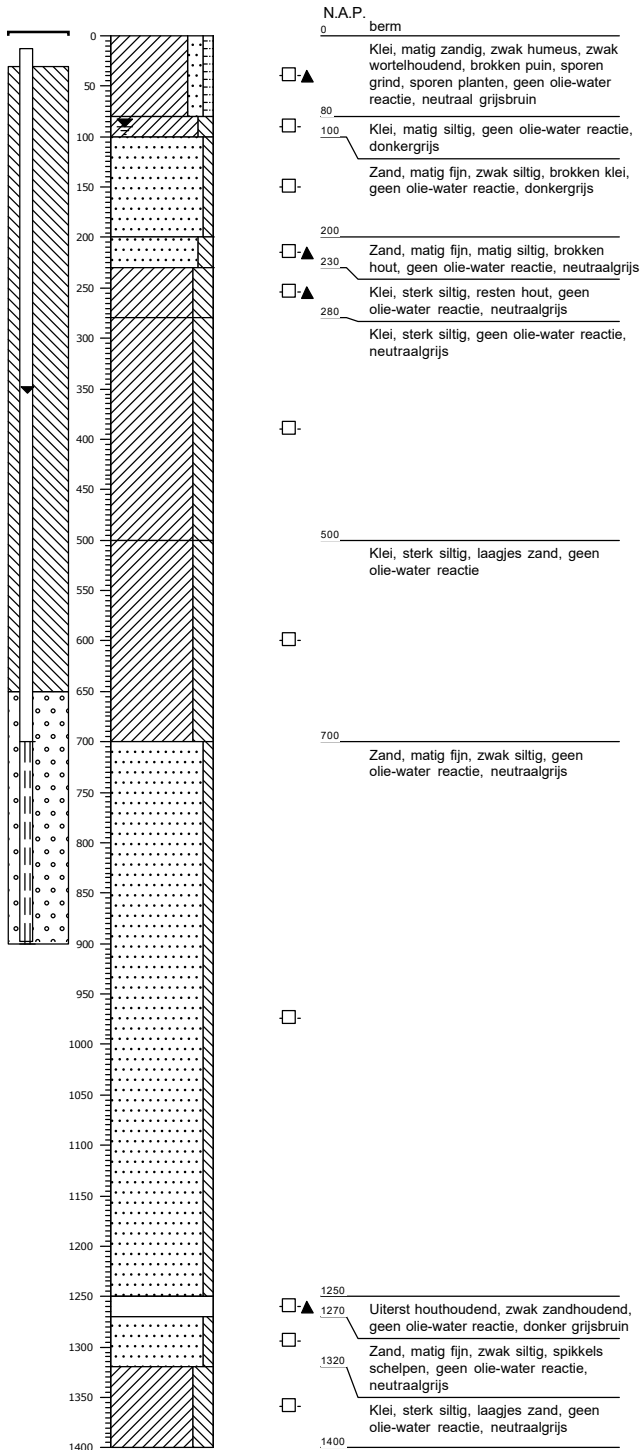 N.A.P.
0 berm
Klei, matig zandig, zwak humeus, zwak
wortelhoudend, brokken puin, sporen
grind, sporen planten, geen olie-water
reactie, neutraal grijsbruin
80
Klei, matig siltig, geen olie-water reactie,
donkergrijs
100
Zand, matig fijn, zwak siltig, brokken klei,
geen olie-water reactie, donkergrijs
200
Zand, matig fijn, matig siltig, brokken
hout, geen olie-water reactie, neutraalgrijs
230
Klei, sterk siltig, resten hout, geen
olie-water reactie, neutraalgrijs
280
Klei, sterk siltig, geen olie-water reactie,
neutraalgrijs
500
Klei, sterk siltig, laagjes zand, geen
olie-water reactie
700
Zand, matig fijn, zwak siltig, geen
olie-water reactie, neutraalgrijs
1250
Uiterst houthoudend, zwak zandhoudend,
geen olie-water reactie, donker grijsbruin
1270
Zand, matig fijn, zwak siltig, spikkels
schelpen, geen olie-water reactie,
neutraalgrijs
1320
Klei, sterk siltig, laagjes zand, geen
olie-water reactie, neutraalgrijs
1400
0
50
100
150
200
250
300
350
400
450
500
550
600
650
700
750
800
850
900
950
1000
1050
1100
1150
1200
1250
1300
1350
1400